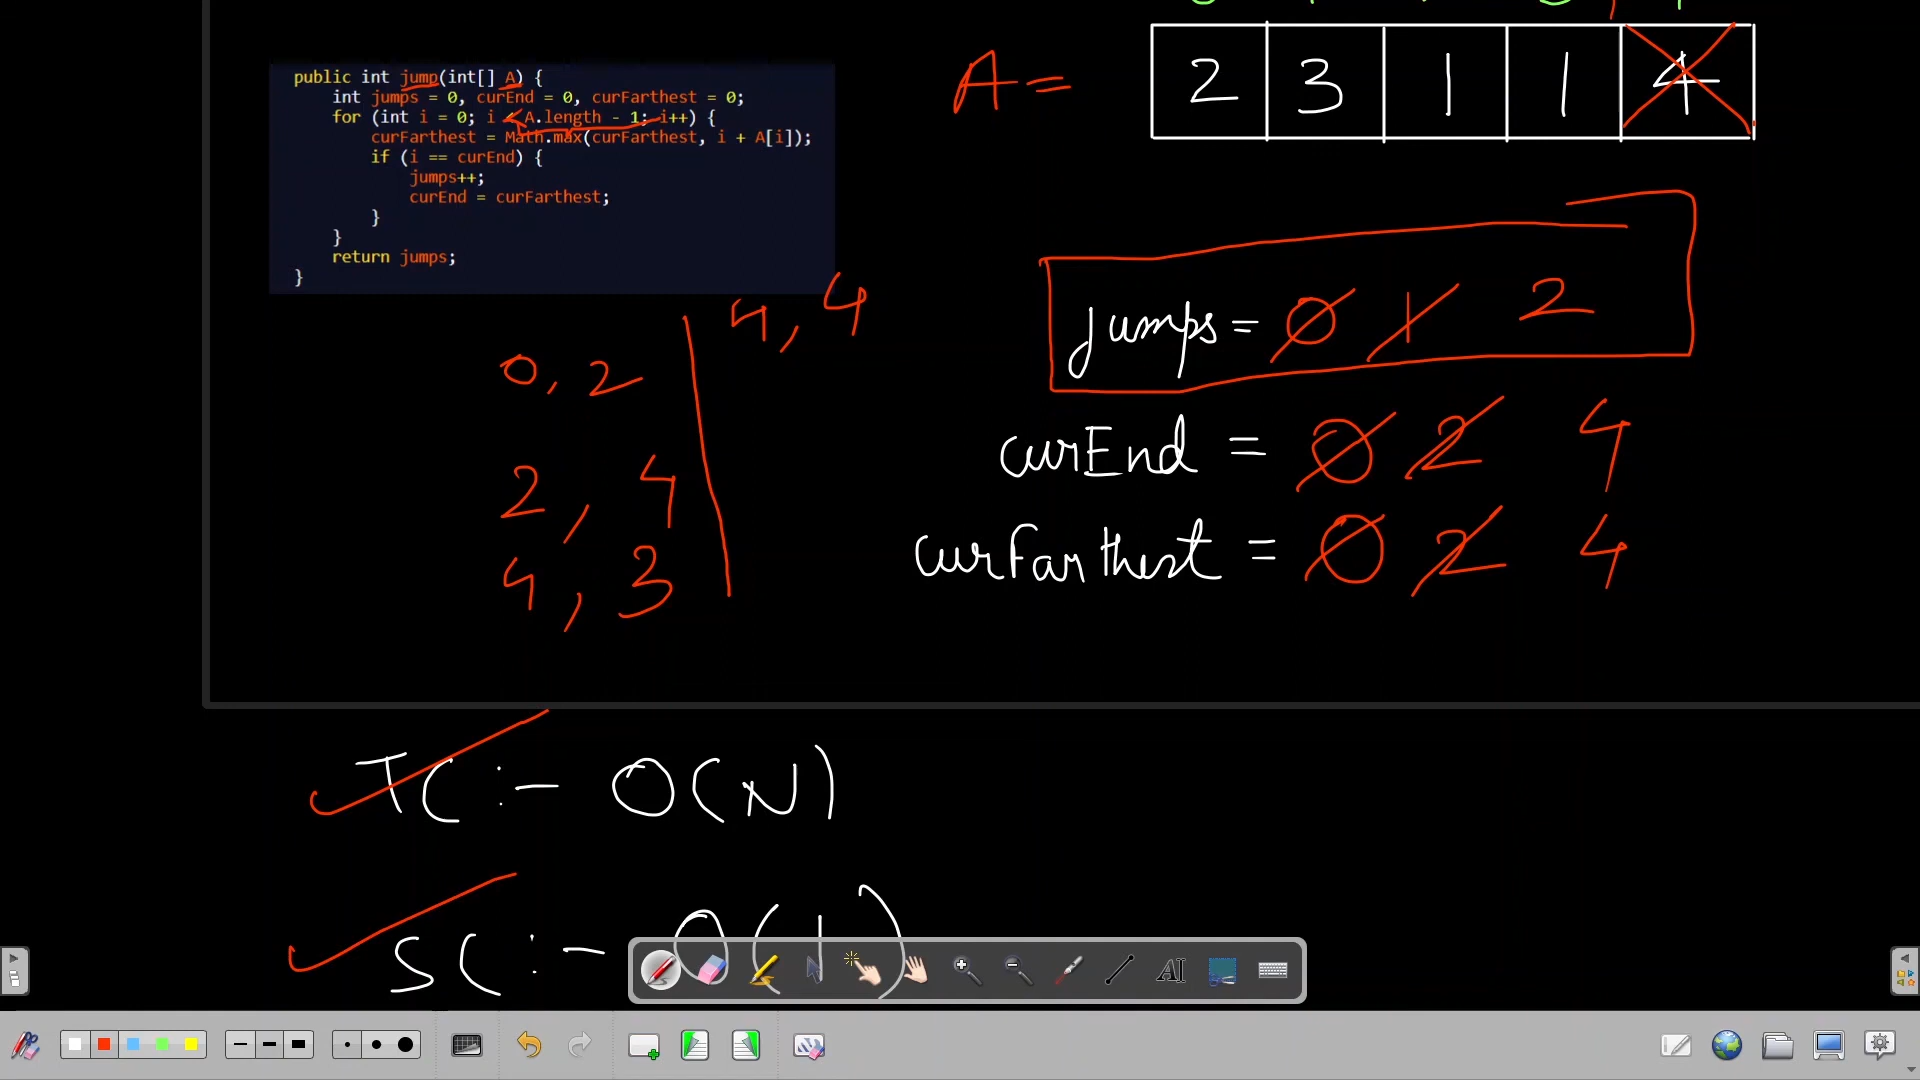 public int jump(int[] A) {
int jumps = 0, curEnd = 0, curFarthest = 0;
for (int i = 0; i < A.length - 1; i++) {
curFarthest = Math.max(curFarthest, i + A[i]);
if (i == curEnd) {
jumps++;
curEnd = curFarthest;
}
}
return jumps;
}
A = 2 3 1 1 4
jumps = 0 1 2
curEnd = 0 2 4
curFarthest = 0 2 4
0, 2
2, 4
4, 3
4, 4
TC :- O(N)
SC :- O(1)